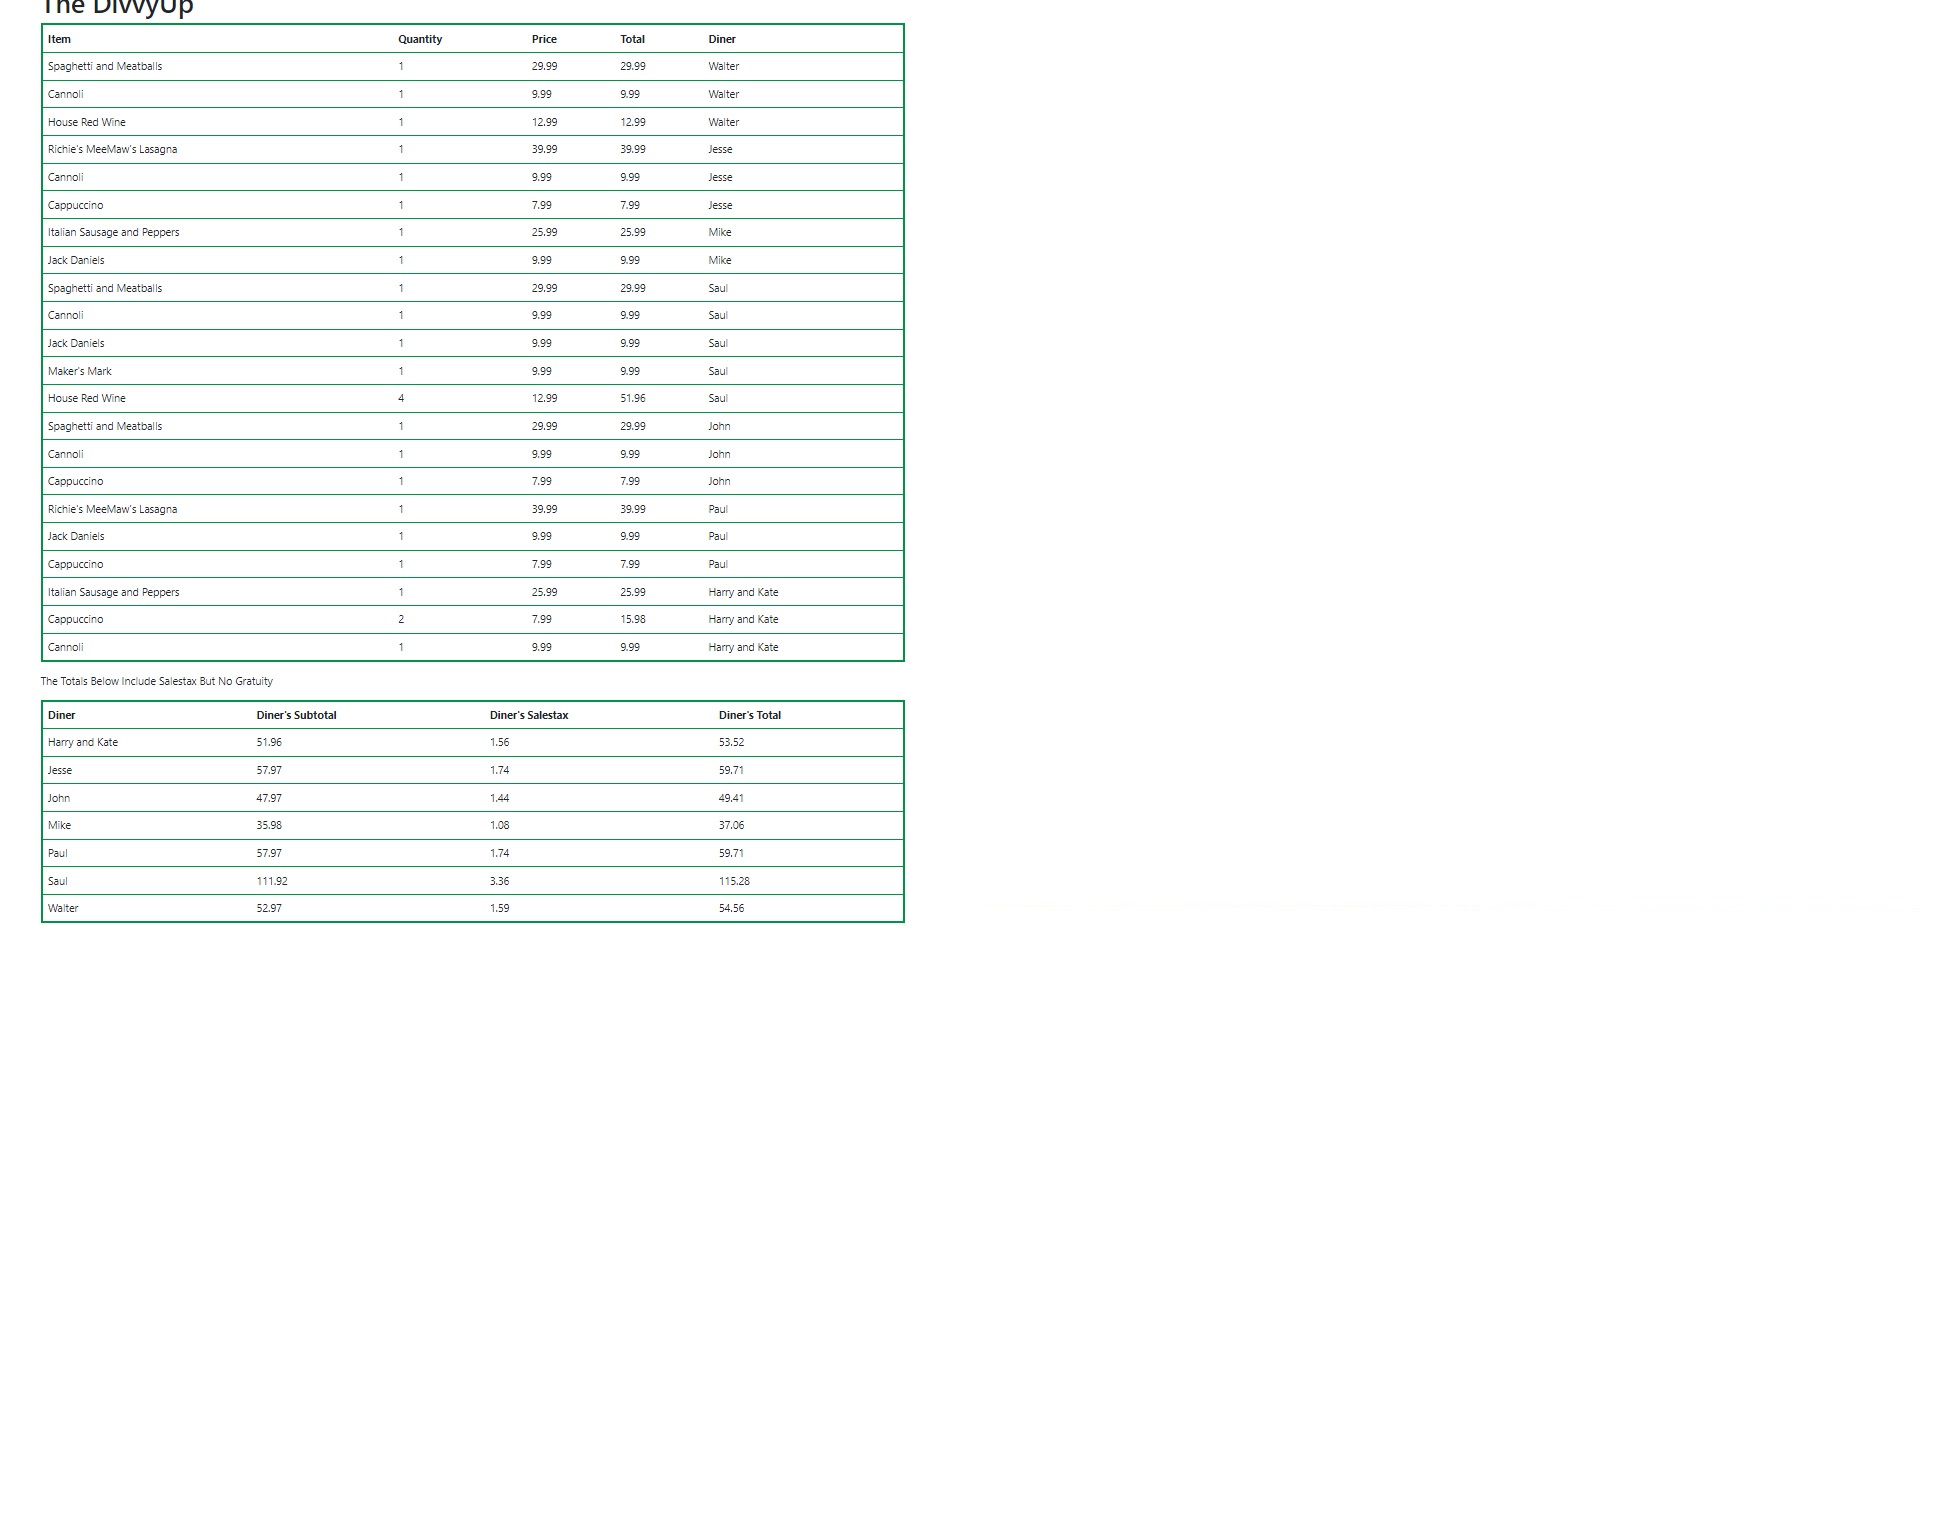 The DivvyUp
Item Quantity Price Total Diner
Spaghetti and Meatballs 1 29.99 29.99 Walter
Cannoli 1 9.99 9.99 Walter
House Red Wine 1 12.99 12.99 Walter
Richie's MeeMaw's Lasagna 1 39.99 39.99 Jesse
Cannoli 1 9.99 9.99 Jesse
Cappuccino 1 7.99 7.99 Jesse
Italian Sausage and Peppers 1 25.99 25.99 Mike
Jack Daniels 1 9.99 9.99 Mike
Spaghetti and Meatballs 1 29.99 29.99 Saul
Cannoli 1 9.99 9.99 Saul
Jack Daniels 1 9.99 9.99 Saul
Maker's Mark 1 9.99 9.99 Saul
House Red Wine 4 12.99 51.96 Saul
Spaghetti and Meatballs 1 29.99 29.99 John
Cannoli 1 9.99 9.99 John
Cappuccino 1 7.99 7.99 John
Richie's MeeMaw's Lasagna 1 39.99 39.99 Paul
Jack Daniels 1 9.99 9.99 Paul
Cappuccino 1 7.99 7.99 Paul
Italian Sausage and Peppers 1 25.99 25.99 Harry and Kate
Cappuccino 2 7.99 15.98 Harry and Kate
Cannoli 1 9.99 9.99 Harry and Kate
The Totals Below Include Salestax But No Gratuity
Diner Diner's Subtotal Diner's Salestax Diner's Total
Harry and Kate 51.96 1.56 53.52
Jesse 57.97 1.74 59.71
John 47.97 1.44 49.41
Mike 35.98 1.08 37.06
Paul 57.97 1.74 59.71
Saul 111.92 3.36 115.28
Walter 52.97 1.59 54.56